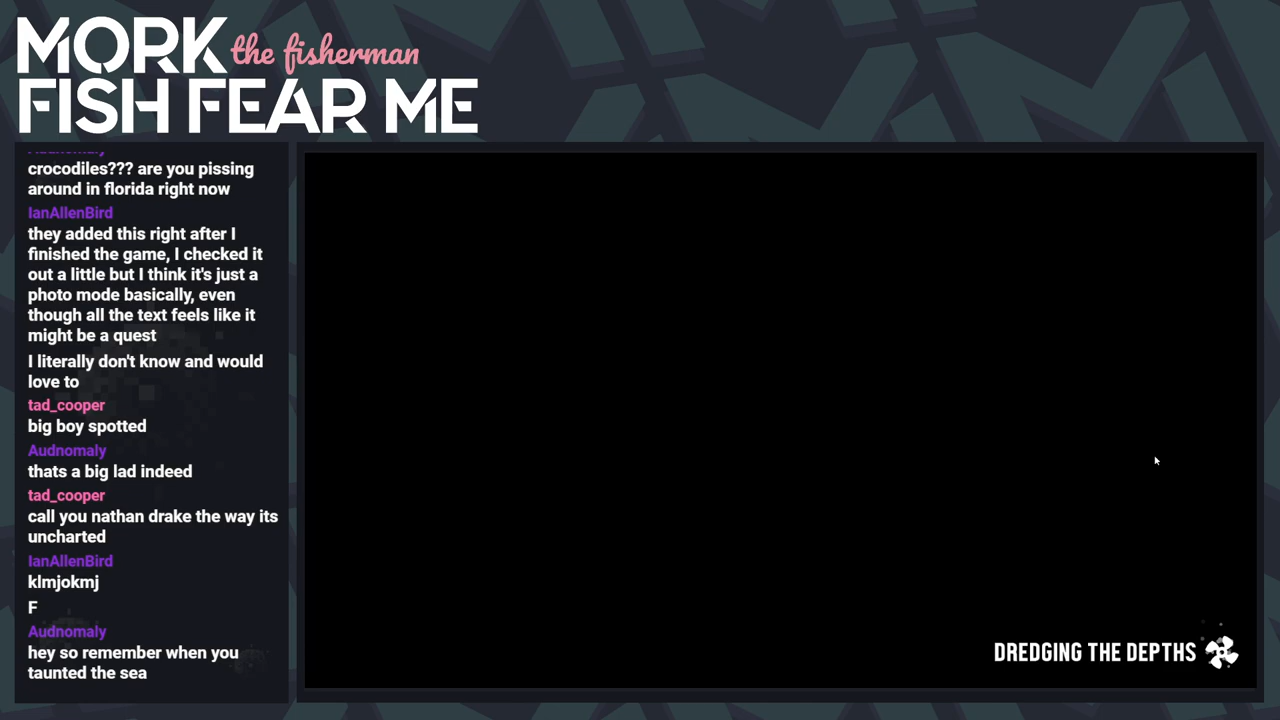 MORK the fisherman
FISH FEAR ME
Audnomaly
crocodiles??? are you pissing
around in florida right now
IanAllenBird
they added this right after I
finished the game, I checked it
out a little but I think it's just a
photo mode basically, even
though all the text feels like it
might be a quest
I literally don't know and would
love to
tad_cooper
big boy spotted
Audnomaly
thats a big lad indeed
tad_cooper
call you nathan drake the way its
uncharted
IanAllenBird
klmjokmj
F
Audnomaly
hey so remember when you
taunted the sea
DREDGING THE DEPTHS